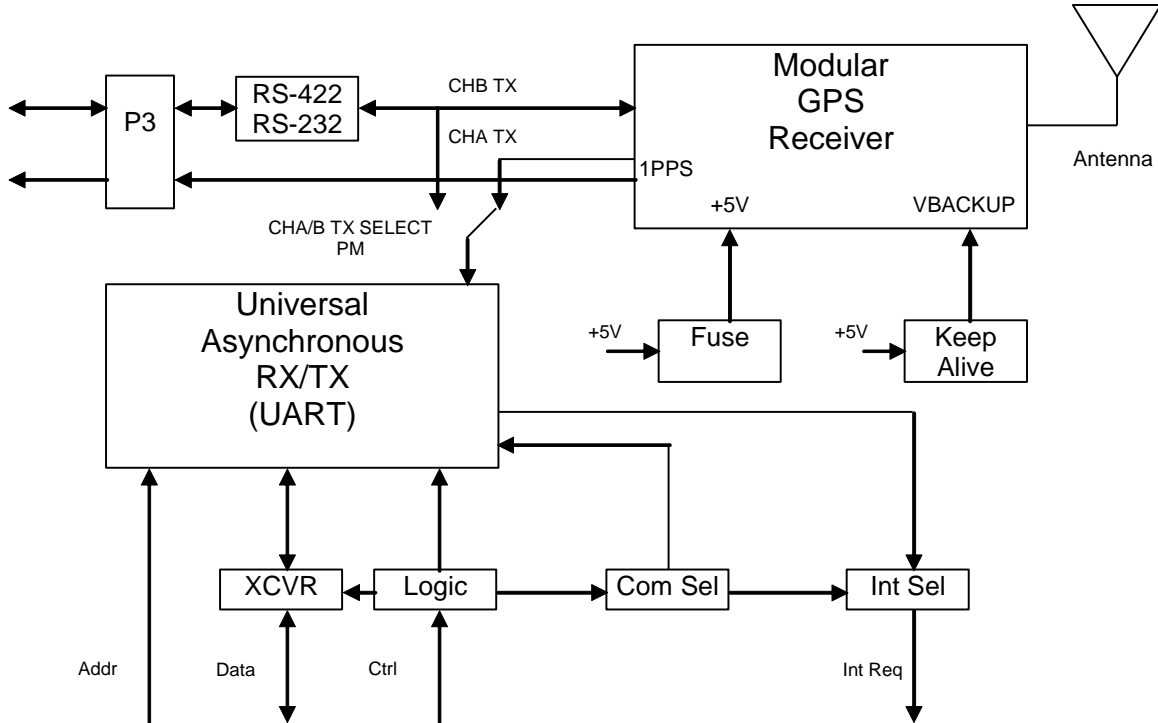 Modular
GPS
Receiver
RS-422
RS-232
P3
CHB TX
CHA TX
1PPS
Antenna
+5V
VBACKUP
CHA/B TX SELECT
PM
Universal
Asynchronous
RX/TX
(UART)
+5V
Fuse
+5V
Keep
Alive
XCVR
Logic
Com Sel
Int Sel
Addr
Data
Ctrl
Int Req